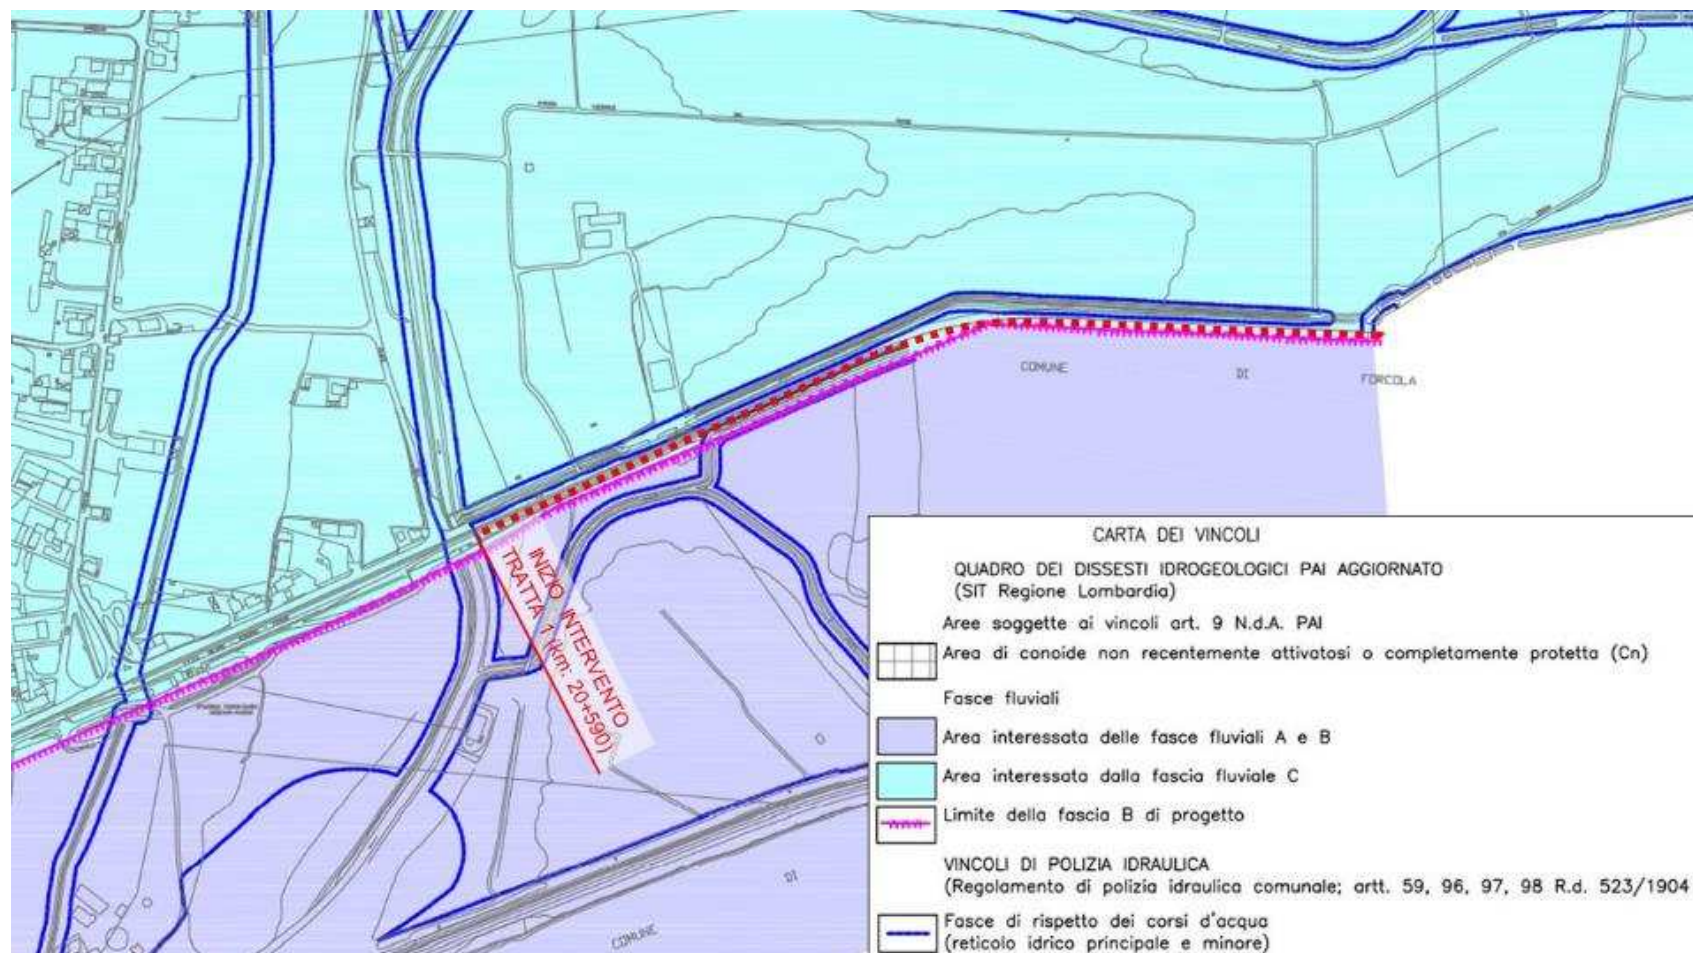 COMUNE DI FORCOLA
INIZIO INTERVENTO
TRATTA 1 (km: 20+590)
DI
COMUNE
CARTA DEI VINCOLI
QUADRO DEI DISSESTI IDROGEOLOGICI PAI AGGIORNATO
(SIT Regione Lombardia)
Aree soggette ai vincoli art. 9 N.d.A. PAI
Area di conoide non recentemente attivatosi o completamente protetta (Cn)
Fasce fluviali
Area interessata delle fasce fluviali A e B
Area interessata dalla fascia fluviale C
Limite della fascia B di progetto
VINCOLI DI POLIZIA IDRAULICA
(Regolamento di polizia idraulica comunale; artt. 59, 96, 97, 98 R.d. 523/1904
Fasce di rispetto dei corsi d'acqua
(reticolo idrico principale e minore)